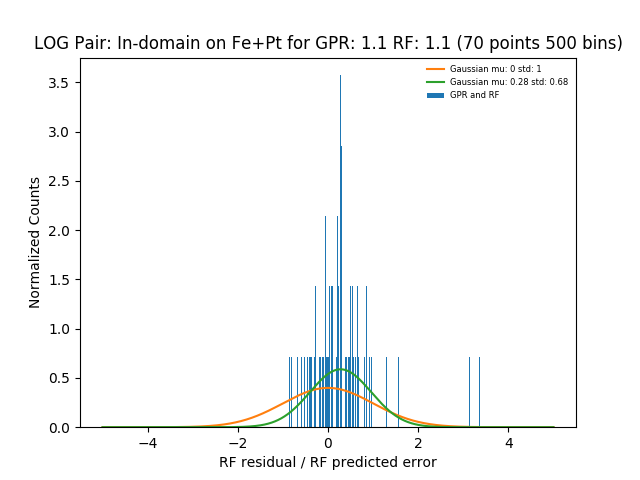 LOG Pair: In-domain on Fe+Pt for GPR: 1.1 RF: 1.1 (70 points 500 bins)
Gaussian mu: 0 std: 1
Gaussian mu: 0.28 std: 0.68
GPR and RF
Normalized Counts
3.5
3.0
2.5
2.0
1.5
1.0
0.5
0.0
−4 −2 0 2 4
RF residual / RF predicted error